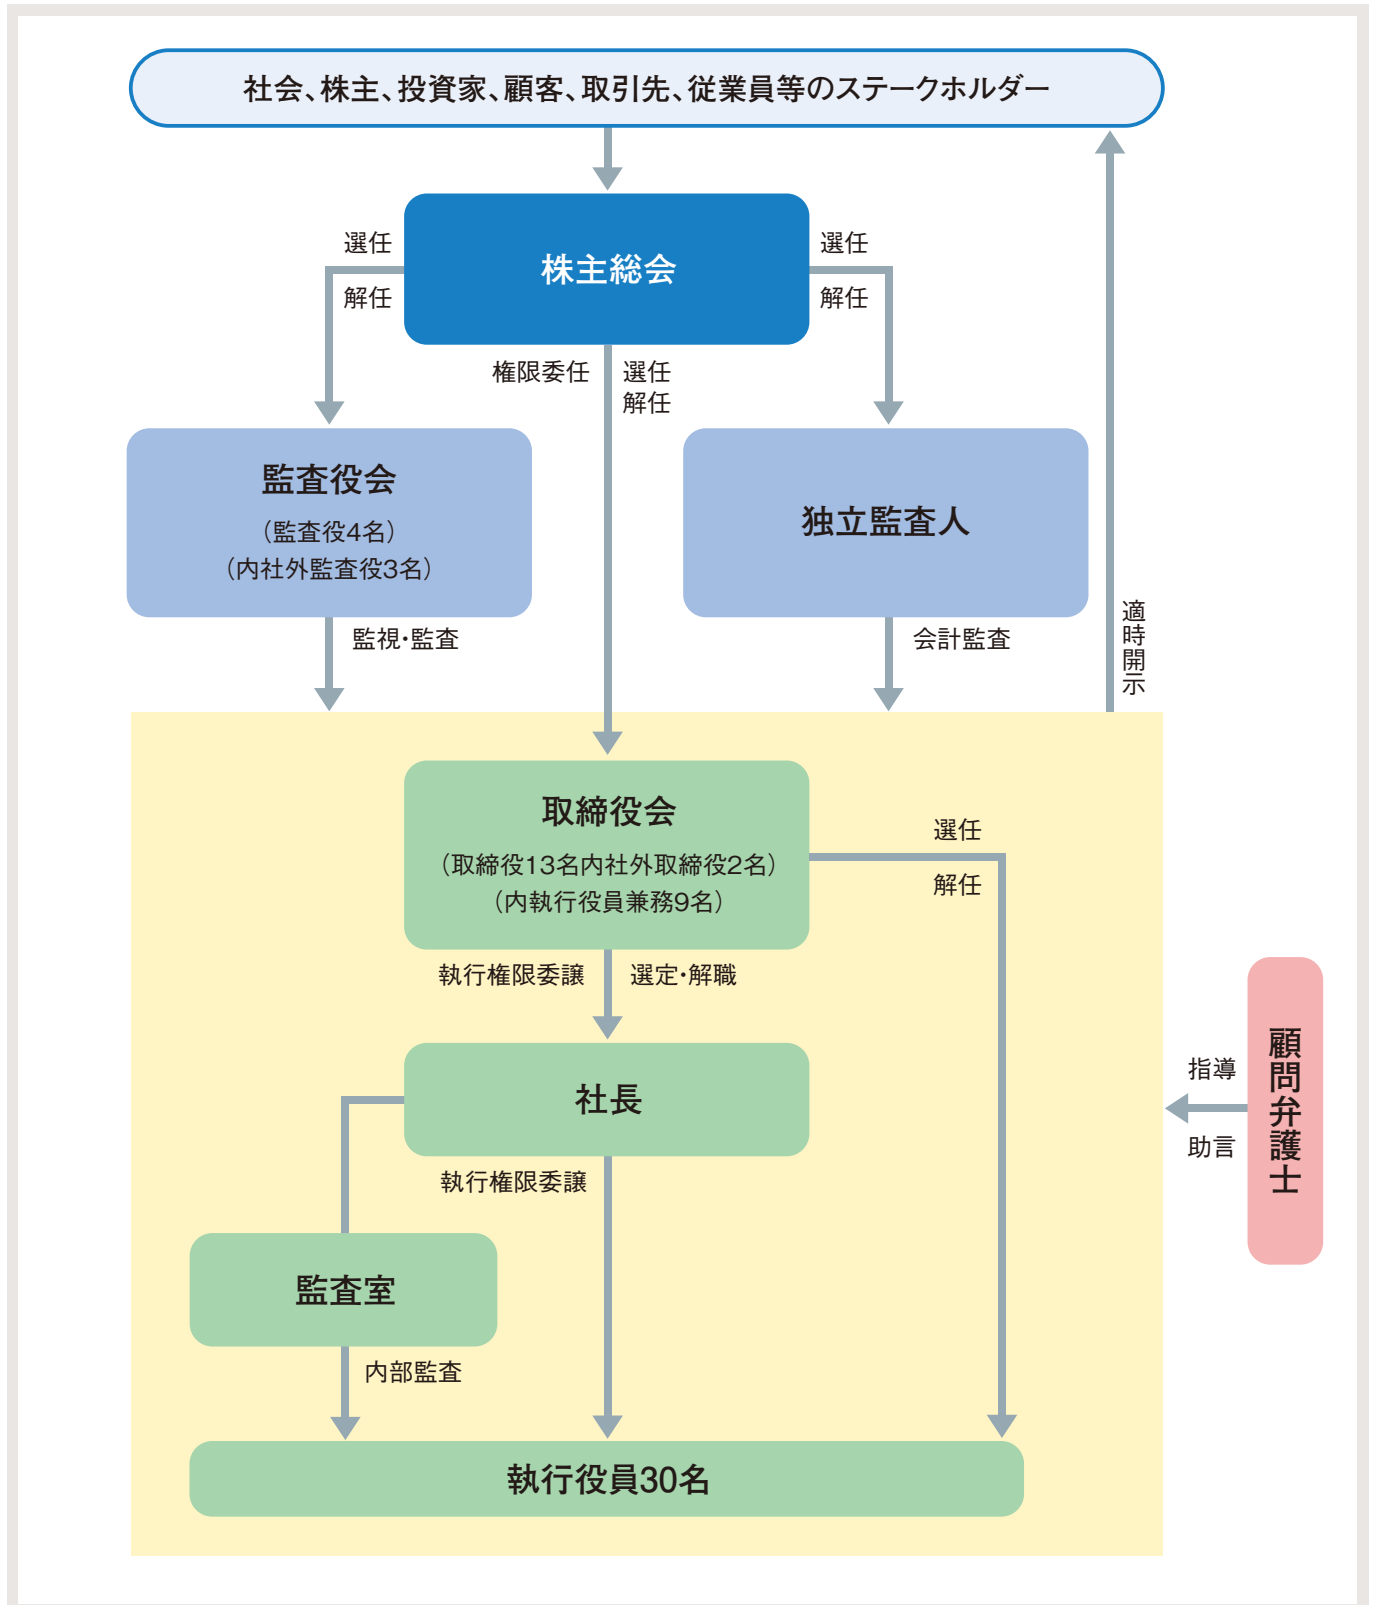 社会、株主、投資家、顧客、取引先、従業員等のステークホルダー
株主総会
選任
解任
選任
解任
権限委任
選任
解任
監査役会
（監査役4名）
（内社外監査役3名）
独立監査人
監視・監査
会計監査
適時開示
取締役会
（取締役13名内社外取締役2名）
（内執行役員兼務9名）
選任
解任
執行権限委譲
選定・解職
社長
指導
助言
顧問弁護士
執行権限委譲
監査室
内部監査
執行役員30名